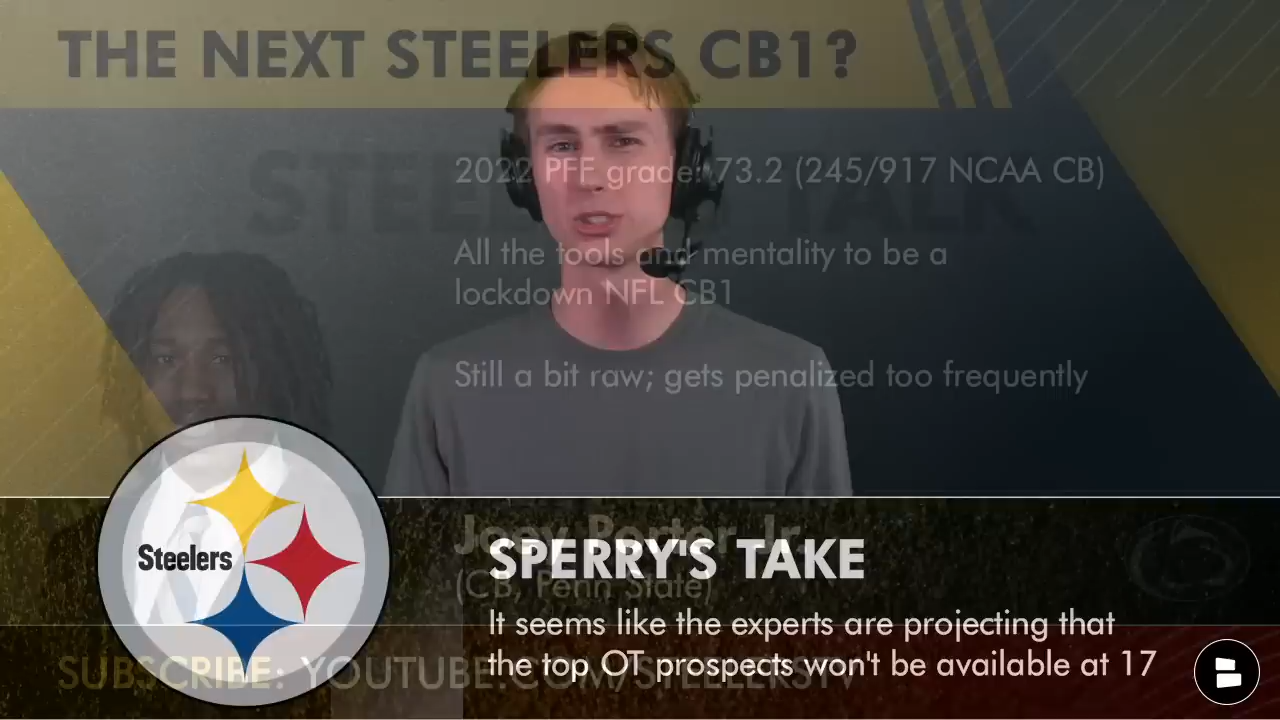 THE NEXT STEELERS CB1?
STEELERS TALK
2022 PFF grade: 73.2 (245/917 NCAA CB)
All the tools and mentality to be a
lockdown NFL CB1
Still a bit raw; gets penalized too frequently
Steelers
Joey Porter Jr.
(CB, Penn State)
SPERRY'S TAKE
It seems like the experts are projecting that
the top OT prospects won't be available at 17
SUBSCRIBE: YOUTUBE.COM/STEELERSTV